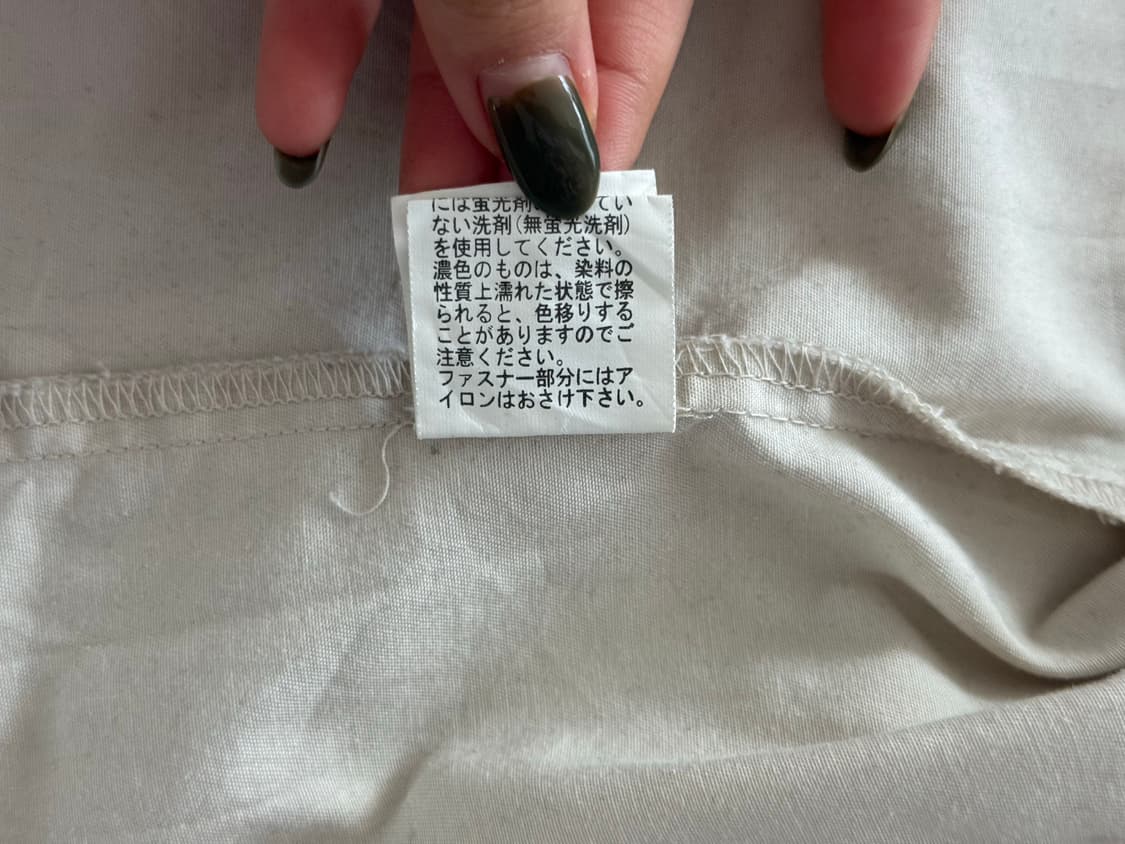 には蛍光剤 てい
ない洗剤(無蛍光洗剤)
を使用してください。
濃色のものは、染料の
性質上濡れた状態で擦
られると、色移りする
ことがありますのでご
注意ください。
ファスナー部分にはア
イロンはおさけ下さい。